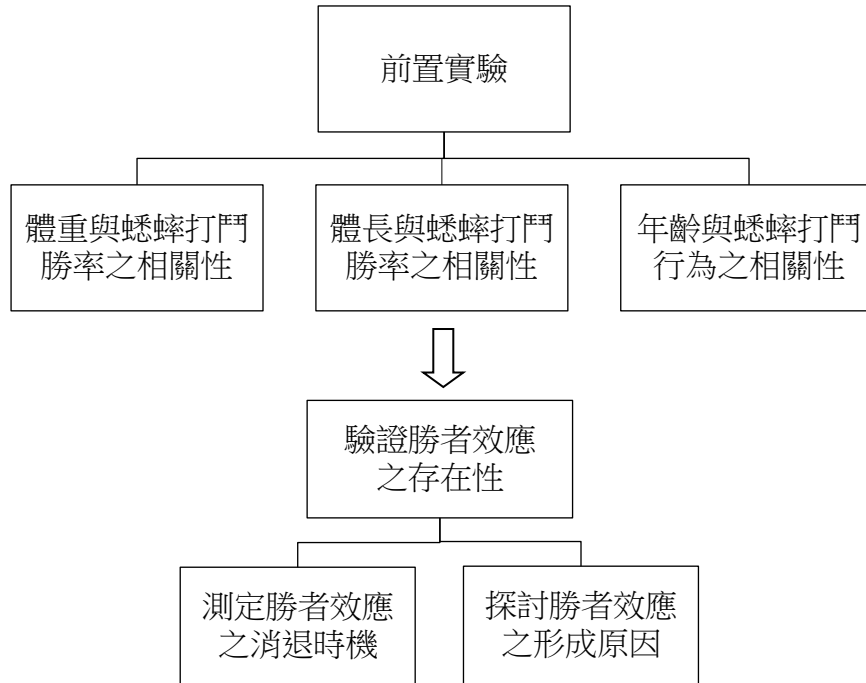 前置實驗
體重與蟋蟀打鬥
勝率之相關性
體長與蟋蟀打鬥
勝率之相關性
年齡與蟋蟀打鬥
行為之相關性
驗證勝者效應
之存在性
測定勝者效應
之消退時機
探討勝者效應
之形成原因